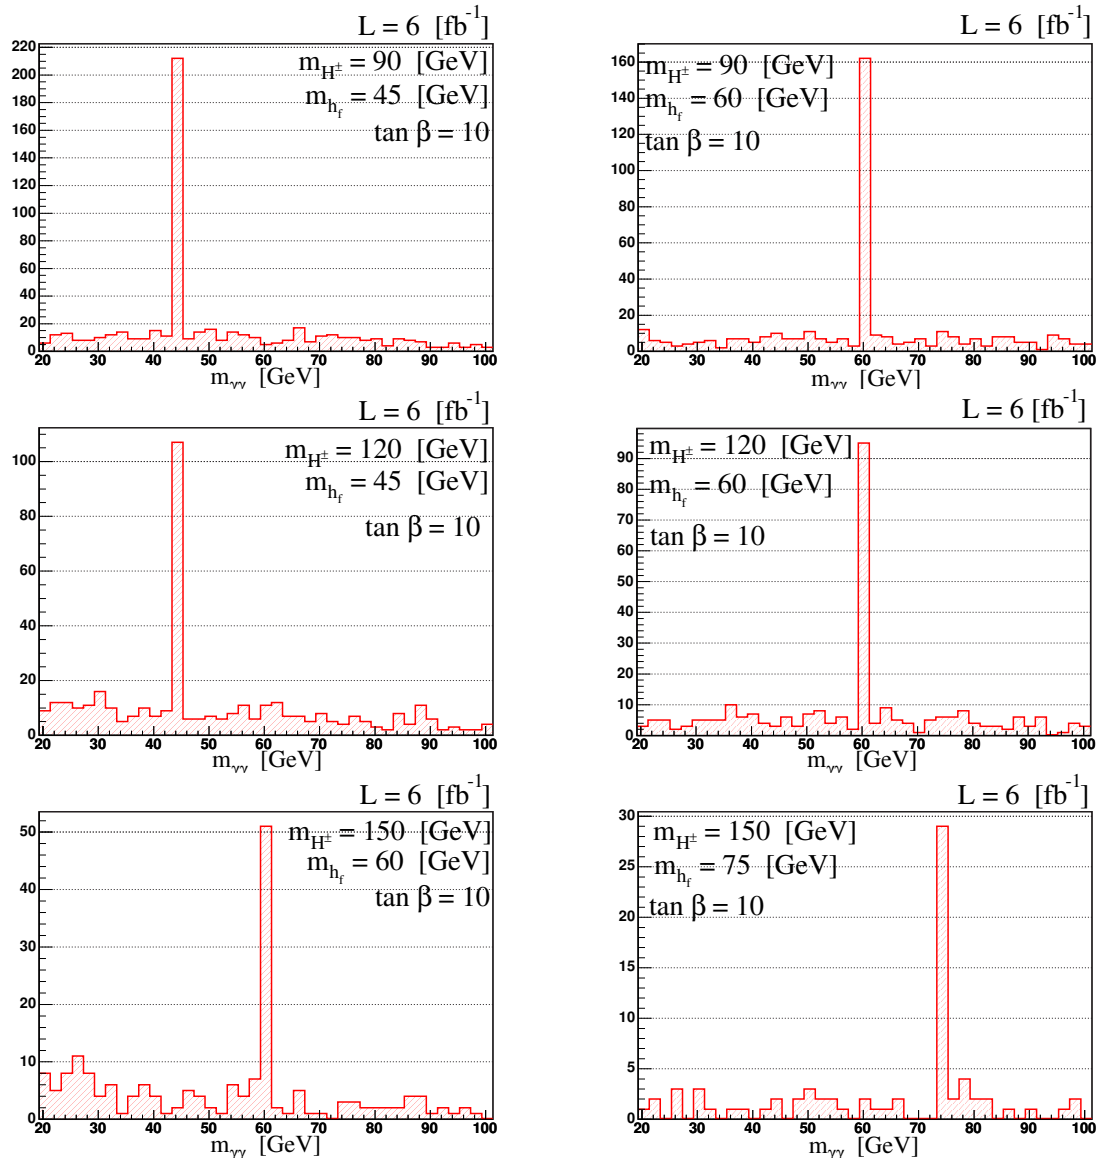 L = 6 [fb⁻¹]
220
200
180
160
140
120
100
80
60
40
20
0
m_H± = 90 [GeV]
m_h_f = 45 [GeV]
tan β = 10
20 30 40 50 60 70 80 90 100
m_γγ [GeV]
L = 6 [fb⁻¹]
160
140
120
100
80
60
40
20
0
m_H± = 90 [GeV]
m_h_f = 60 [GeV]
tan β = 10
20 30 40 50 60 70 80 90 100
m_γγ [GeV]
L = 6 [fb⁻¹]
100
80
60
40
20
0
m_H± = 120 [GeV]
m_h_f = 45 [GeV]
tan β = 10
20 30 40 50 60 70 80 90 100
m_γγ [GeV]
L = 6 [fb⁻¹]
90
80
70
60
50
40
30
20
10
0
m_H± = 120 [GeV]
m_h_f = 60 [GeV]
tan β = 10
20 30 40 50 60 70 80 90 100
m_γγ [GeV]
L = 6 [fb⁻¹]
50
40
30
20
10
0
m_H± = 150 [GeV]
m_h_f = 60 [GeV]
tan β = 10
20 30 40 50 60 70 80 90 100
m_γγ [GeV]
L = 6 [fb⁻¹]
30
25
20
15
10
5
0
m_H± = 150 [GeV]
m_h_f = 75 [GeV]
tan β = 10
20 30 40 50 60 70 80 90 100
m_γγ [GeV]